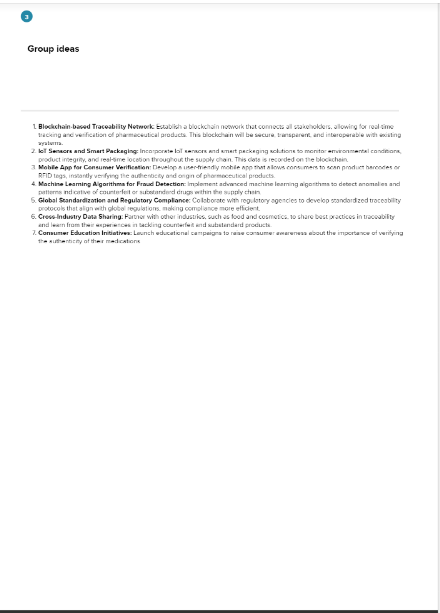 3
Group ideas
1. Blockchain-based Traceability Network: Establish a blockchain network that connects all stakeholders, allowing for real-time
tracking and verification of pharmaceutical products. This blockchain will be secure, transparent, and interoperable with existing
systems.
2. IoT Sensors and Smart Packaging: Incorporate IoT sensors and smart packaging solutions to monitor environmental conditions,
product integrity, and real-time location throughout the supply chain. This data is recorded on the blockchain.
3. Mobile App for Consumer Verification: Develop a user-friendly mobile app that allows consumers to scan product barcodes or
RFID tags, instantly verifying the authenticity and origin of pharmaceutical products.
4. Machine Learning Algorithms for Fraud Detection: Implement advanced machine learning algorithms to detect anomalies and
patterns indicative of counterfeit or substandard drugs within the supply chain.
5. Global Standardization and Regulatory Compliance: Collaborate with regulatory agencies to develop standardized traceability
protocols that align with global regulations, making compliance more efficient.
6. Cross-Industry Data Sharing: Partner with other industries, such as food and cosmetics, to share best practices in traceability
and learn from their experiences in tackling counterfeit and substandard products.
7. Consumer Education Initiatives: Launch educational campaigns to raise consumer awareness about the importance of verifying
the authenticity of their medications